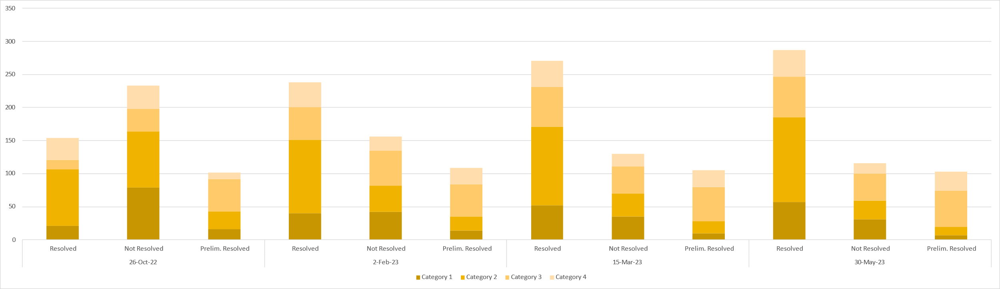 350
300
250
200
150
100
50
0
Resolved Not Resolved Prelim. Resolved Resolved Not Resolved Prelim. Resolved Resolved Not Resolved Prelim. Resolved Resolved Not Resolved Prelim. Resolved
26-Oct-22 2-Feb-23 15-Mar-23 30-May-23
Category 1 Category 2 Category 3 Category 4